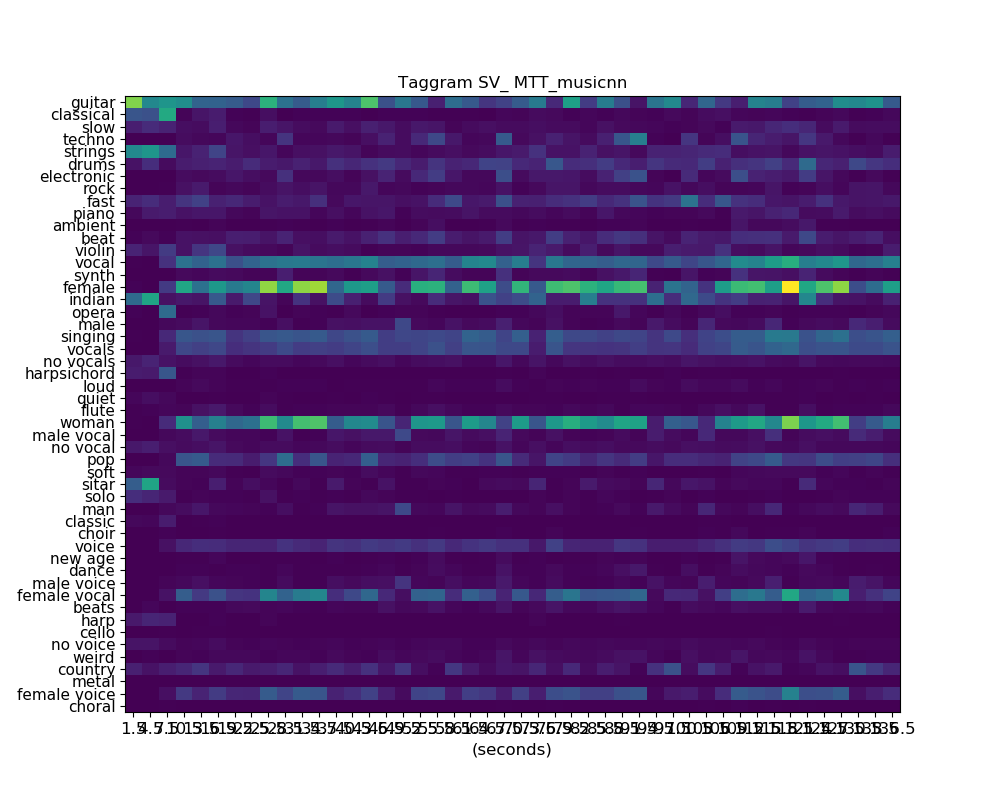 Taggram SV_ MTT_musicnn
guitar
classical
slow
techno
strings
drums
electronic
rock
fast
piano
ambient
beat
violin
vocal
synth
female
indian
opera
male
singing
vocals
no vocals
harpsichord
loud
quiet
flute
woman
male vocal
no vocal
pop
soft
sitar
solo
man
classic
choir
voice
new age
dance
male voice
female vocal
beats
harp
cello
no voice
weird
country
metal
female voice
choral
(seconds)